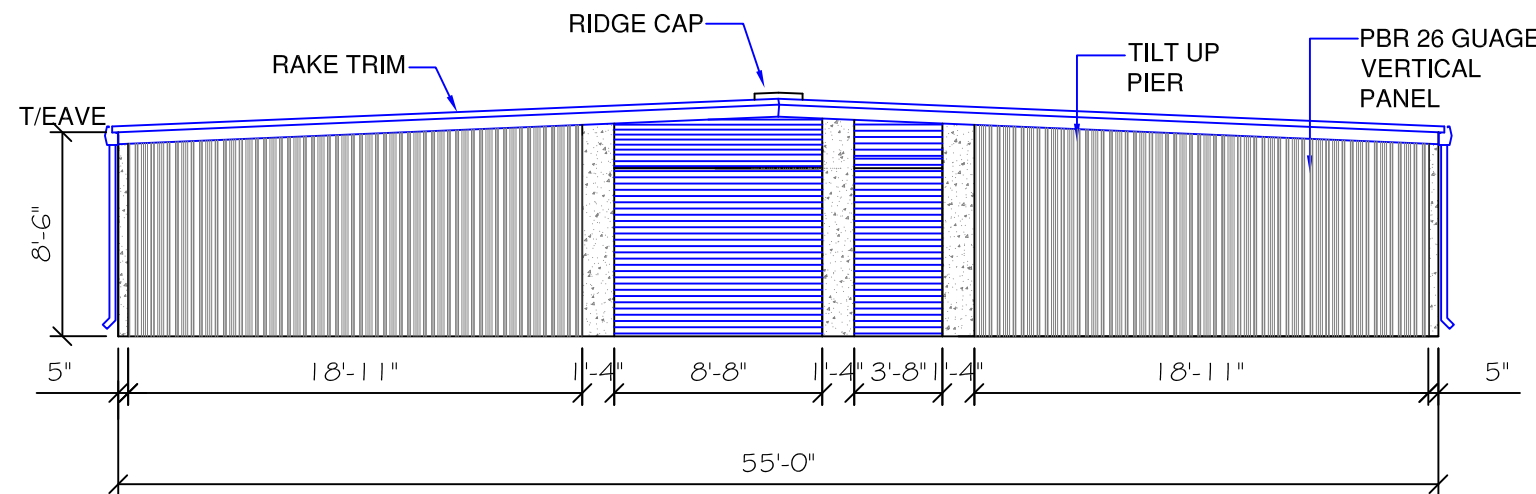 RIDGE CAP
RAKE TRIM
TILT UP
PIER
PBR 26 GUAGE
VERTICAL
PANEL
T/EAVE
8'-6"
5"
18'-11"
1'-4"
8'-8"
1'-4"
3'-8"
1'-4"
18'-11"
5"
55'-0"